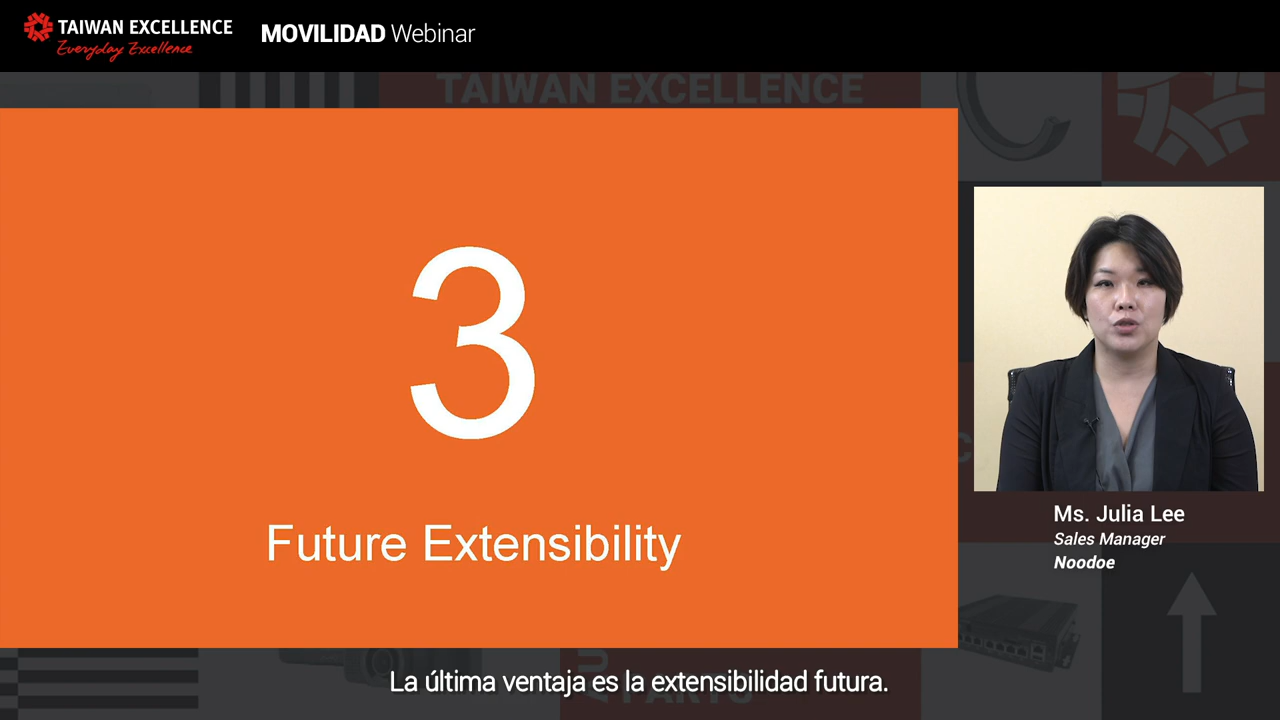 TAIWAN EXCELLENCE
Everyday Excellence
MOVILIDAD Webinar
TAIWAN EXCELLENCE
3
Future Extensibility
Ms. Julia Lee
Sales Manager
Noodoe
La última ventaja es la extensibilidad futura.